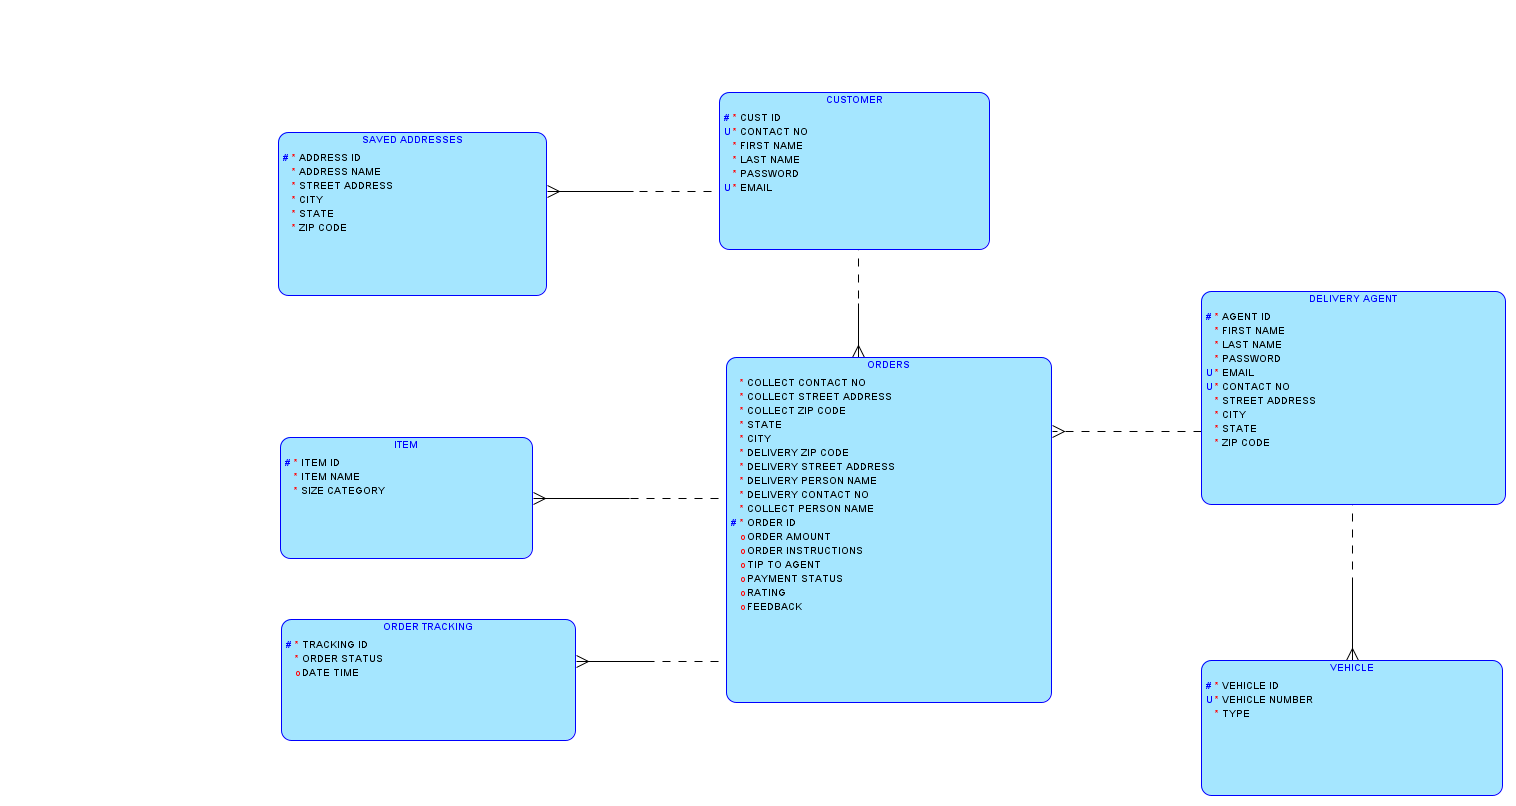 CUSTOMER
#* CUST ID
U* CONTACT NO
* FIRST NAME
* LAST NAME
* PASSWORD
U* EMAIL
SAVED ADDRESSES
#* ADDRESS ID
* ADDRESS NAME
* STREET ADDRESS
* CITY
* STATE
* ZIP CODE
DELIVERY AGENT
#* AGENT ID
* FIRST NAME
* LAST NAME
* PASSWORD
U* EMAIL
U* CONTACT NO
* STREET ADDRESS
* CITY
* STATE
* ZIP CODE
ORDERS
* COLLECT CONTACT NO
* COLLECT STREET ADDRESS
* COLLECT ZIP CODE
* STATE
* CITY
* DELIVERY ZIP CODE
* DELIVERY STREET ADDRESS
* DELIVERY PERSON NAME
* DELIVERY CONTACT NO
* COLLECT PERSON NAME
#* ORDER ID
o ORDER AMOUNT
o ORDER INSTRUCTIONS
o TIP TO AGENT
o PAYMENT STATUS
o RATING
o FEEDBACK
ITEM
#* ITEM ID
* ITEM NAME
* SIZE CATEGORY
ORDER TRACKING
#* TRACKING ID
* ORDER STATUS
o DATE TIME
VEHICLE
#* VEHICLE ID
U* VEHICLE NUMBER
* TYPE